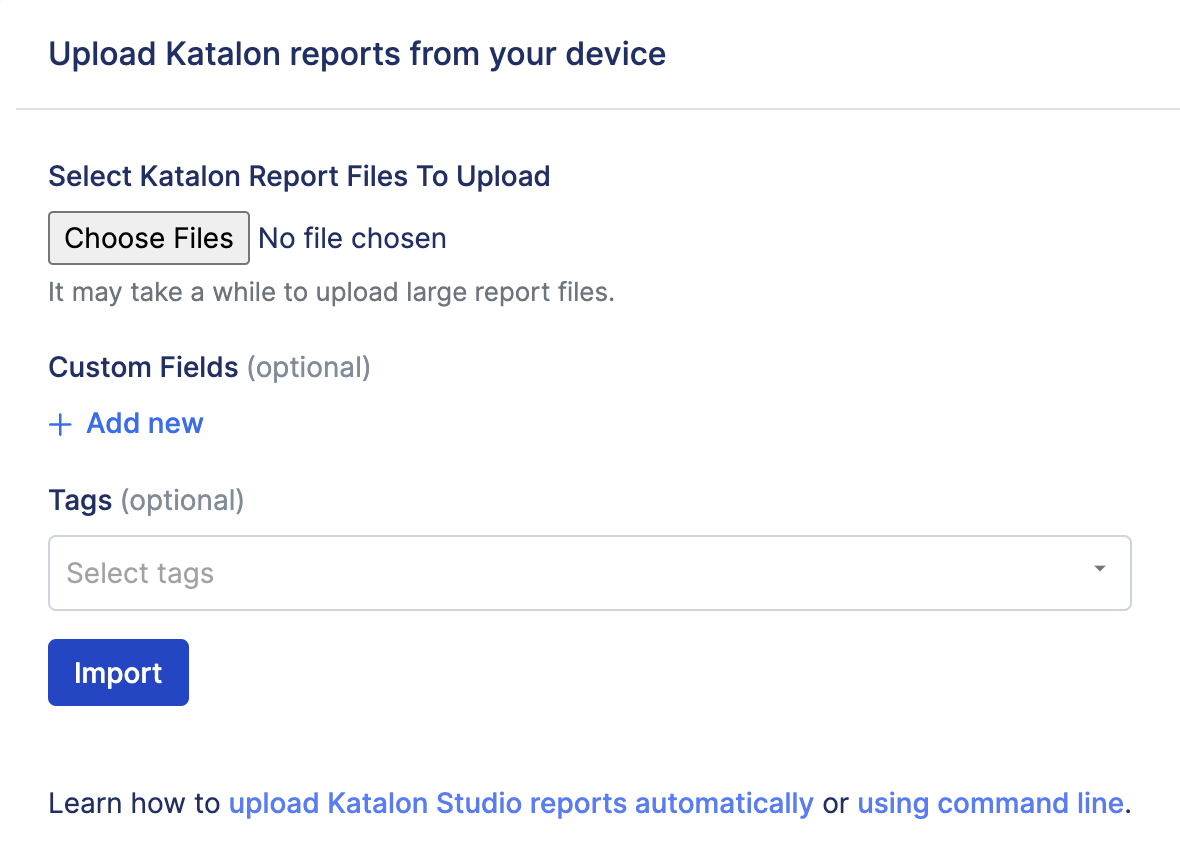 Upload Katalon reports from your device
Select Katalon Report Files To Upload
Choose Files No file chosen
It may take a while to upload large report files.
Custom Fields (optional)
+ Add new
Tags (optional)
Select tags
Import
Learn how to upload Katalon Studio reports automatically or using command line.